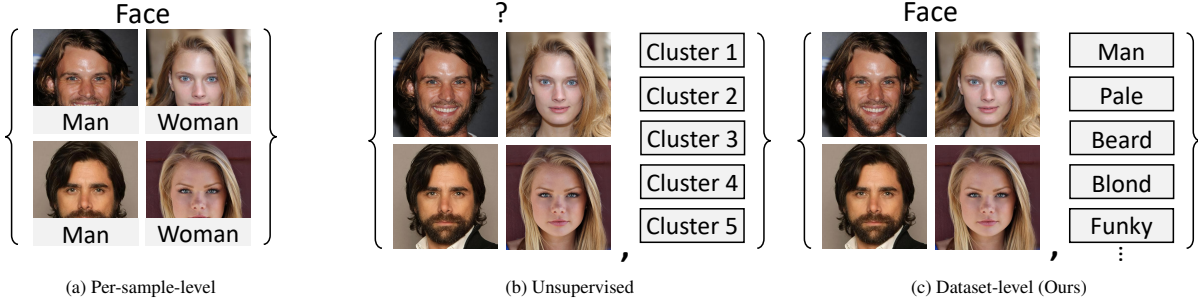 Face
Man
Woman
Man
Woman
(a) Per-sample-level
?
Cluster 1
Cluster 2
Cluster 3
Cluster 4
Cluster 5
,
(b) Unsupervised
Face
Man
Pale
Beard
Blond
Funky
⋮
,
(c) Dataset-level (Ours)